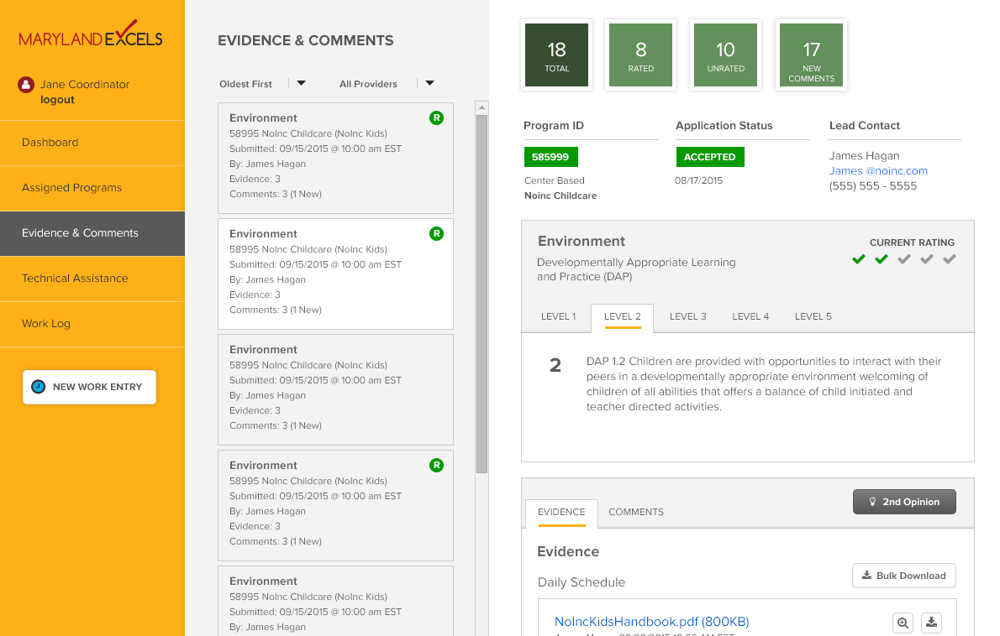 MARYLAND EXCELS
Jane Coordinator
logout
Dashboard
Assigned Programs
Evidence & Comments
Technical Assistance
Work Log
NEW WORK ENTRY
EVIDENCE & COMMENTS
Oldest First
All Providers
Environment
R
58995 NoInc Childcare (NoInc Kids)
Submitted: 09/15/2015 @ 10:00 am EST
By: James Hagan
Evidence: 3
Comments: 3 (1 New)
Environment
R
58995 NoInc Childcare (NoInc Kids)
Submitted: 09/15/2015 @ 10:00 am EST
By: James Hagan
Evidence: 3
Comments: 3 (1 New)
Environment
58995 NoInc Childcare (NoInc Kids)
Submitted: 09/15/2015 @ 10:00 am EST
By: James Hagan
Evidence: 3
Comments: 3 (1 New)
Environment
R
58995 NoInc Childcare (NoInc Kids)
Submitted: 09/15/2015 @ 10:00 am EST
By: James Hagan
Evidence: 3
Comments: 3 (1 New)
Environment
58995 NoInc Childcare (NoInc Kids)
Submitted: 09/15/2015 @ 10:00 am EST
By: James Hagan
18
TOTAL
8
RATED
10
UNRATED
17
NEW
COMMENTS
Program ID
585999
Center Based
Noinc Childcare
Application Status
ACCEPTED
08/17/2015
Lead Contact
James Hagan
James @noinc.com
(555) 555 - 5555
Environment
Developmentally Appropriate Learning
and Practice (DAP)
CURRENT RATING
LEVEL 1
LEVEL 2
LEVEL 3
LEVEL 4
LEVEL 5
2
DAP 1.2 Children are provided with opportunities to interact with their
peers in a developmentally appropriate environment welcoming of
children of all abilities that offers a balance of child initiated and
teacher directed activities.
EVIDENCE
COMMENTS
2nd Opinion
Evidence
Daily Schedule
Bulk Download
NoIncKidsHandbook.pdf (800KB)